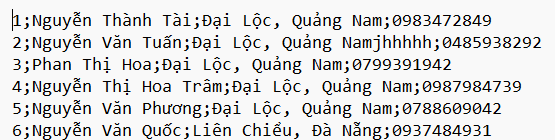 1;Nguyễn Thành Tài;Đại Lộc, Quảng Nam;0983472849
2;Nguyễn Văn Tuấn;Đại Lộc, Quảng Namjhhhhh;0485938292
3;Phan Thị Hoa;Đại Lộc, Quảng Nam;0799391942
4;Nguyễn Thị Hoa Trâm;Đại Lộc, Quảng Nam;0987984739
5;Nguyễn Văn Phương;Đại Lộc, Quảng Nam;0788609042
6;Nguyễn Văn Quốc;Liên Chiểu, Đà Nẵng;0937484931